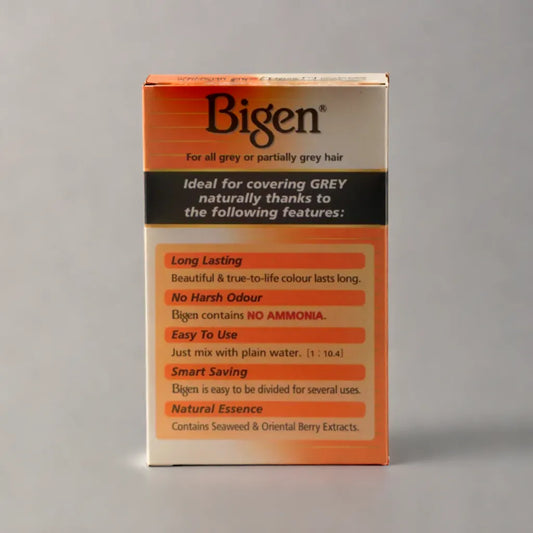 Bigen®
For all grey or partially grey hair
Ideal for covering GREY
naturally thanks to
the following features:
Long Lasting
Beautiful & true-to-life colour lasts long.
No Harsh Odour
Bigen contains NO AMMONIA.
Easy To Use
Just mix with plain water. [1 : 10.4]
Smart Saving
Bigen is easy to be divided for several uses.
Natural Essence
Contains Seaweed & Oriental Berry Extracts.